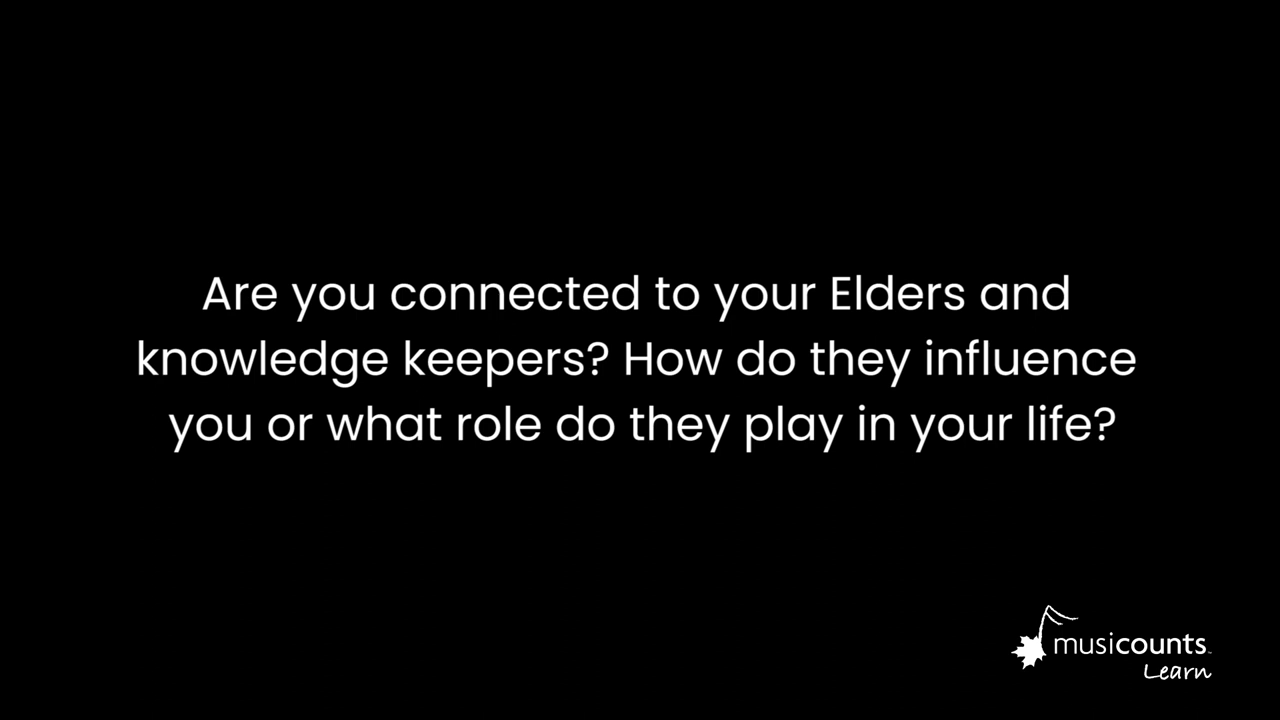 Are you connected to your Elders and
knowledge keepers? How do they influence
you or what role do they play in your life?
musicounts
Learn